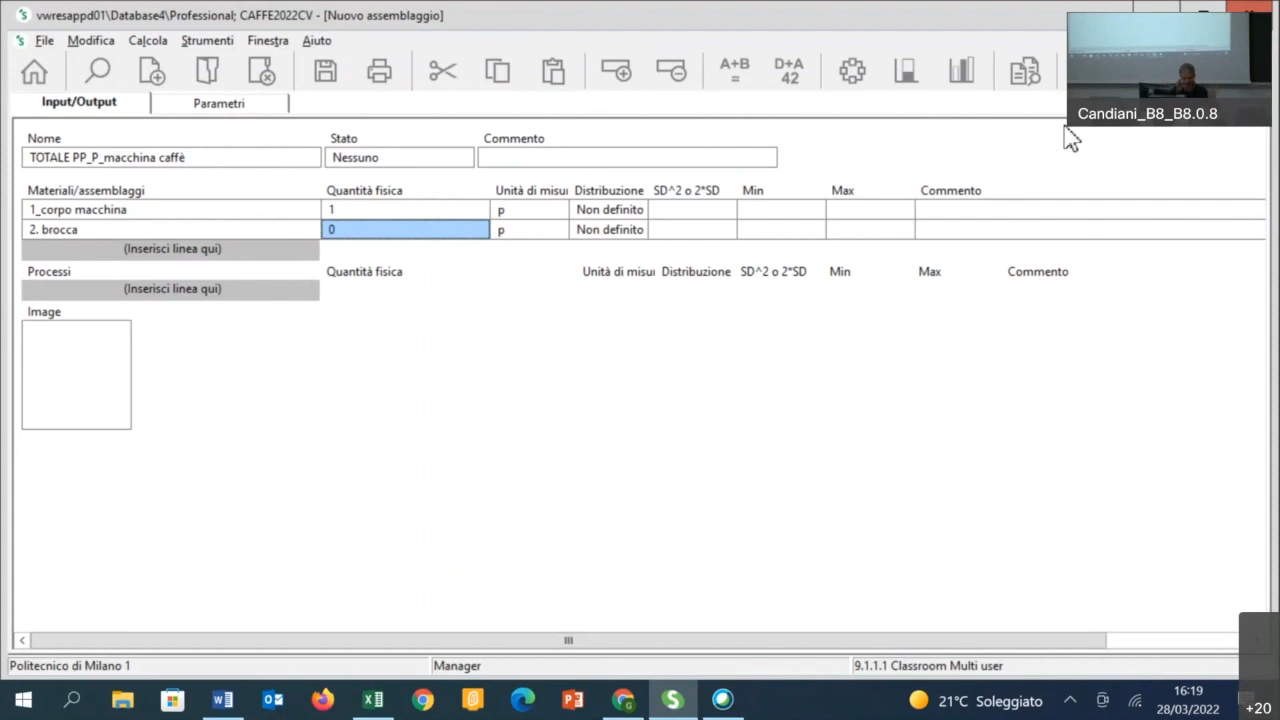 vwresappd01\Database4\Professional; CAFFE2022CV - [Nuovo assemblaggio]
File Modifica Calcola Strumenti Finestra Aiuto
A+B
=
D+A
42
Candiani_B8_B8.0.8
Input/Output Parametri
Nome Stato Commento
TOTALE PP_P_macchina caffè Nessuno
Materiali/assemblaggi Quantità fisica Unità di misu Distribuzione SD^2 o 2*SD Min Max Commento
1_corpo macchina 1 p Non definito
2. brocca 0 p Non definito
(Inserisci linea qui)
Processi Quantità fisica Unità di misu Distribuzione SD^2 o 2*SD Min Max Commento
(Inserisci linea qui)
Image
Politecnico di Milano 1 Manager 9.1.1.1 Classroom Multi user
21°C Soleggiato
16:19
28/03/2022
+20